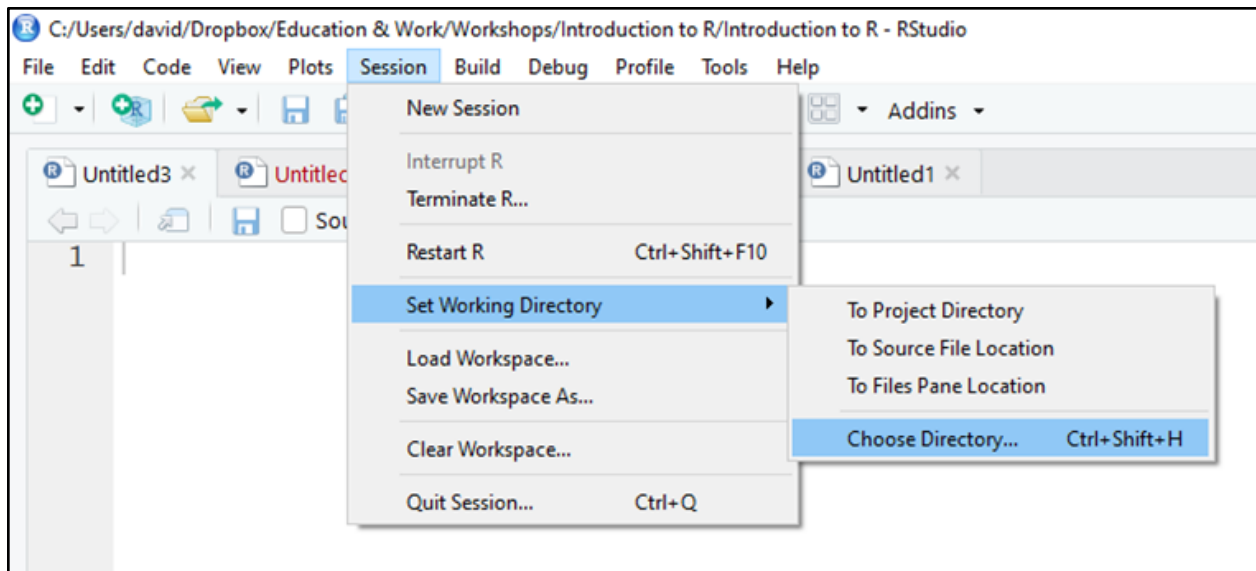 C:/Users/david/Dropbox/Education & Work/Workshops/Introduction to R/Introduction to R - RStudio
File Edit Code View Plots Session Build Debug Profile Tools Help
Addins
New Session
Interrupt R
Terminate R...
Restart R Ctrl+Shift+F10
Set Working Directory
Load Workspace...
Save Workspace As...
Clear Workspace...
Quit Session... Ctrl+Q
To Project Directory
To Source File Location
To Files Pane Location
Choose Directory... Ctrl+Shift+H
Untitled3 Untitled Untitled1
Sou
1